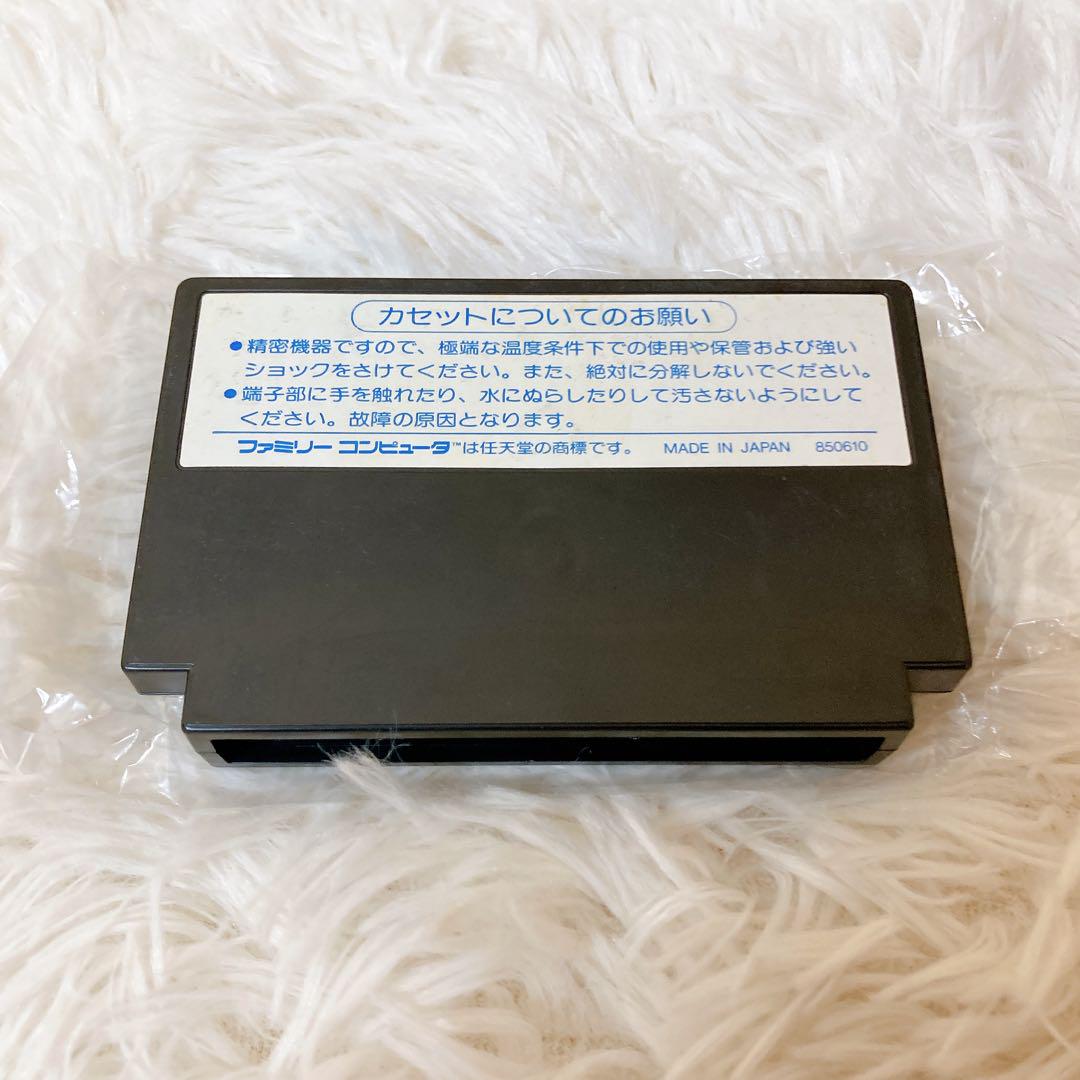 カセットについてのお願い
●精密機器ですので、極端な温度条件下での使用や保管および強い
ショックをさけてください。また、絶対に分解しないでください。
●端子部に手を触れたり、水にぬらしたりして汚さないようにして
ください。故障の原因となります。
ファミリー コンピュータ™は任天堂の商標です。 MADE IN JAPAN 850610